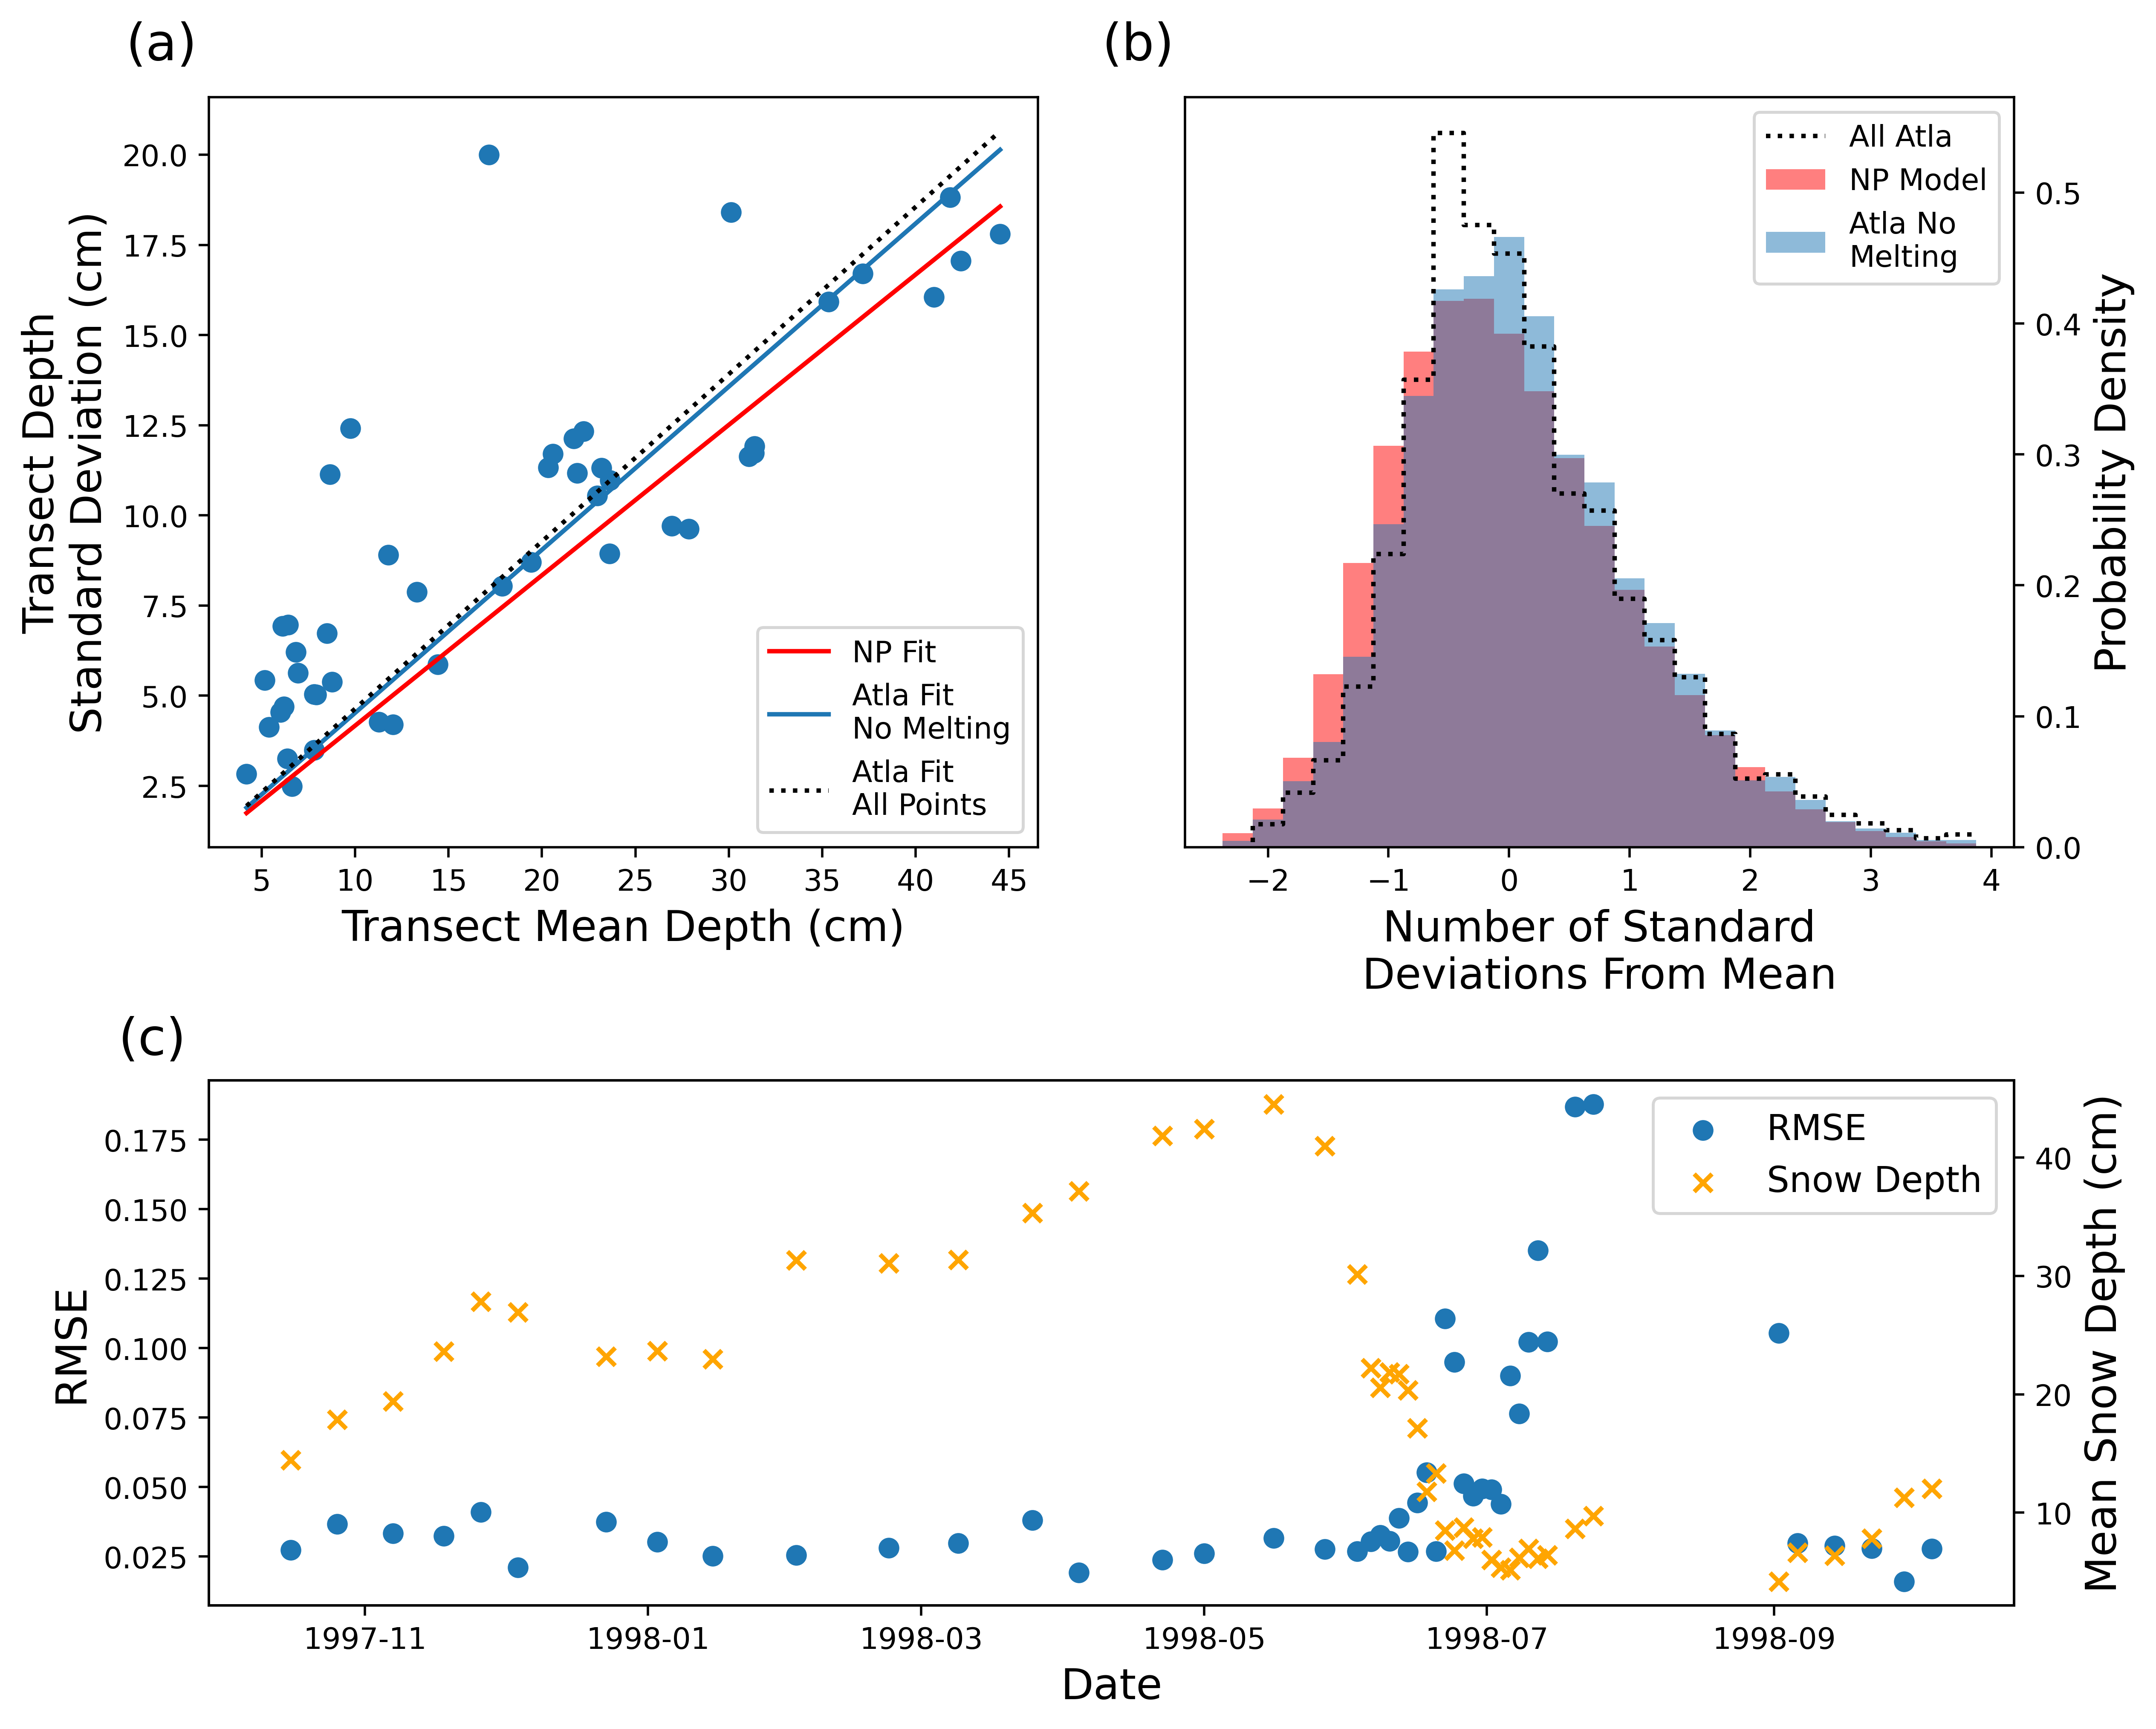 (a)
20.0
17.5
15.0
12.5
10.0
7.5
5.0
2.5
Transect Depth
Standard Deviation (cm)
NP Fit
Atla Fit
No Melting
Atla Fit
All Points
5 10 15 20 25 30 35 40 45
Transect Mean Depth (cm)
(b)
All Atla
NP Model
Atla No
Melting
0.5
0.4
0.3
0.2
0.1
0.0
Probability Density
−2 −1 0 1 2 3 4
Number of Standard
Deviations From Mean
(c)
0.175
0.150
0.125
0.100
0.075
0.050
0.025
RMSE
RMSE
Snow Depth
40
30
20
10
Mean Snow Depth (cm)
1997-11 1998-01 1998-03 1998-05 1998-07 1998-09
Date